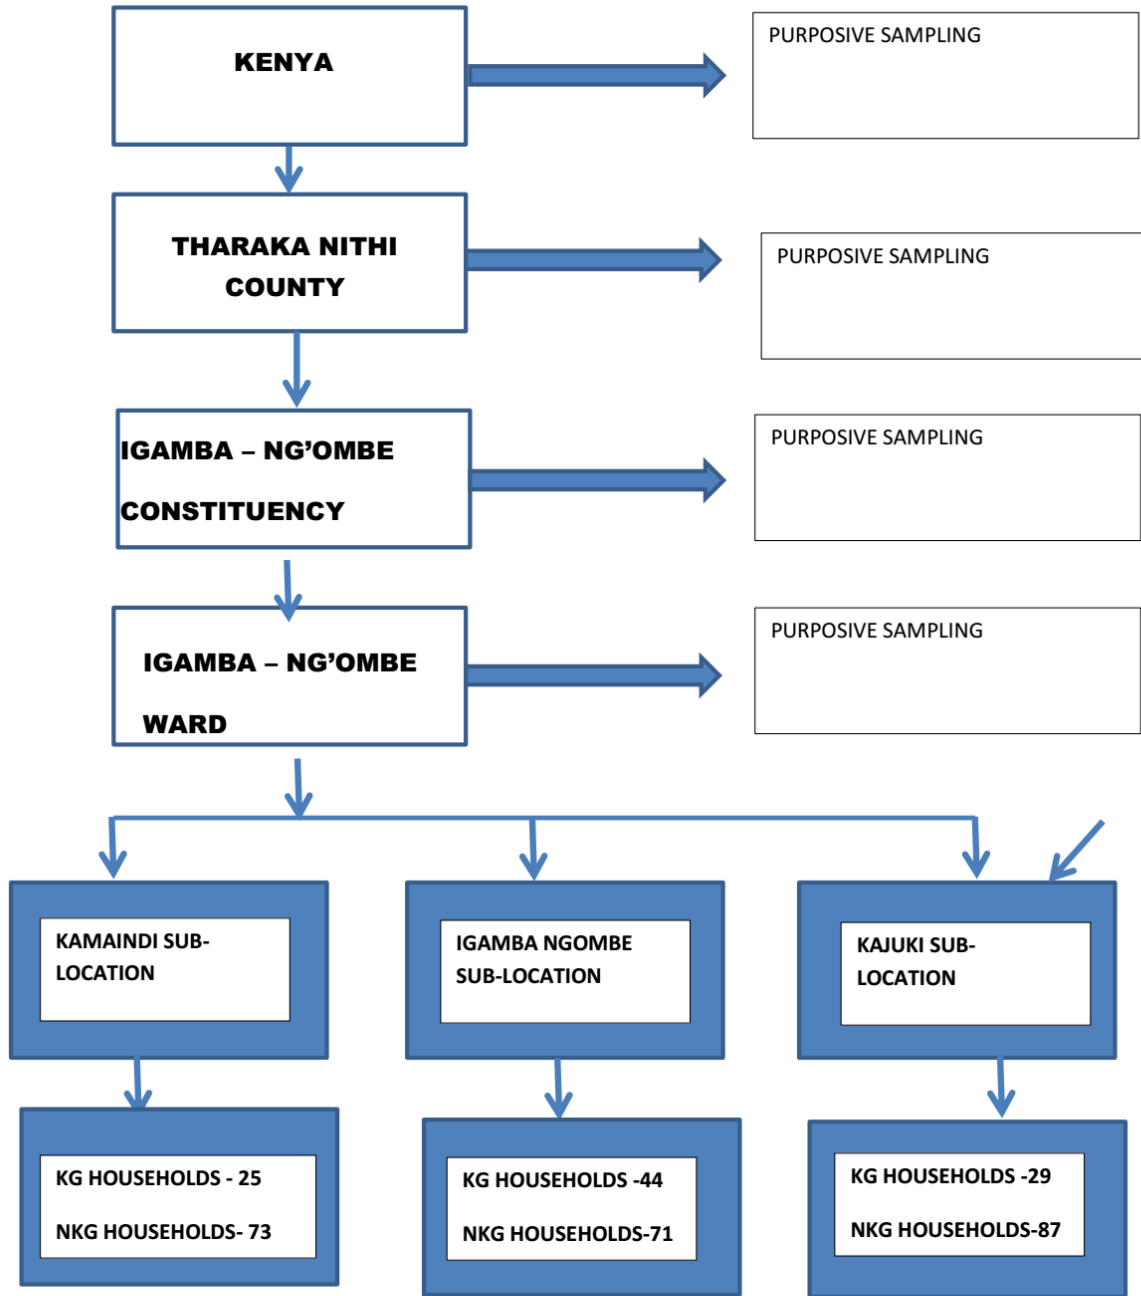 KENYA
PURPOSIVE SAMPLING
THARAKA NITHI
COUNTY
PURPOSIVE SAMPLING
IGAMBA – NG’OMBE
CONSTITUENCY
PURPOSIVE SAMPLING
IGAMBA – NG’OMBE
WARD
PURPOSIVE SAMPLING
KAMAINDI SUB-
LOCATION
IGAMBA NGOMBE
SUB-LOCATION
KAJUKI SUB-
LOCATION
KG HOUSEHOLDS - 25
NKG HOUSEHOLDS- 73
KG HOUSEHOLDS -44
NKG HOUSEHOLDS-71
KG HOUSEHOLDS -29
NKG HOUSEHOLDS-87